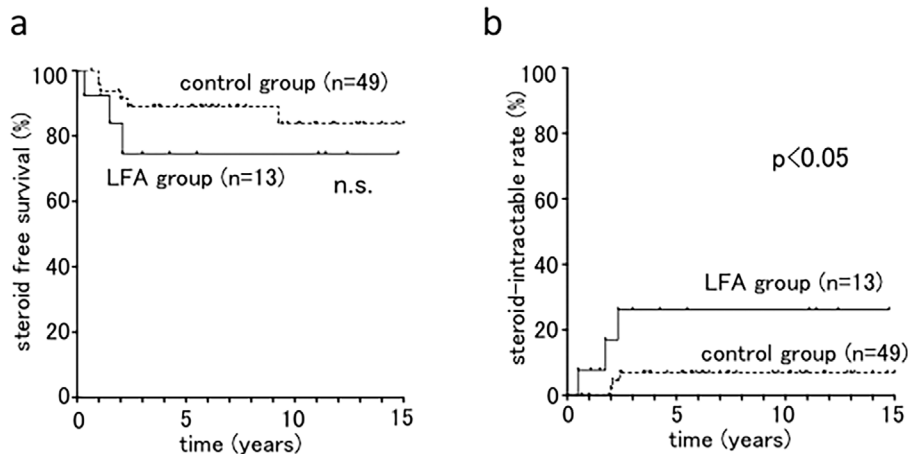 a
steroid free survival (%)
100
80
60
40
20
0
control group (n=49)
LFA group (n=13)
n.s.
0 5 10 15
time (years)
b
steroid-intractable rate (%)
100
80
60
40
20
0
p<0.05
LFA group (n=13)
control group (n=49)
0 5 10 15
time (years)